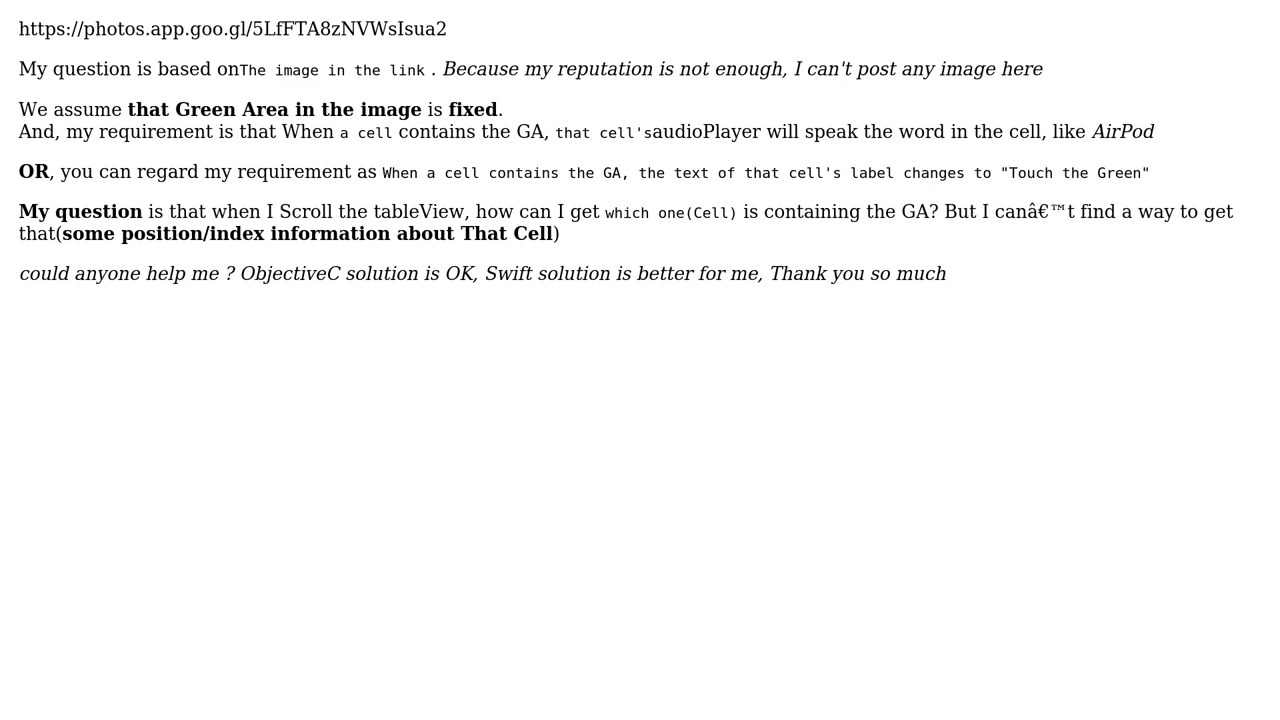 https://photos.app.goo.gl/5LfFTA8zNVWsIsua2
My question is based onThe image in the link . Because my reputation is not enough, I can't post any image here
We assume that Green Area in the image is fixed.
And, my requirement is that When a cell contains the GA, that cell'saudioPlayer will speak the word in the cell, like AirPod
OR, you can regard my requirement as When a cell contains the GA, the text of that cell's label changes to "Touch the Green"
My question is that when I Scroll the tableView, how can I get which one(Cell) is containing the GA? But I canâ€™t find a way to get
that(some position/index information about That Cell)
could anyone help me ? ObjectiveC solution is OK, Swift solution is better for me, Thank you so much